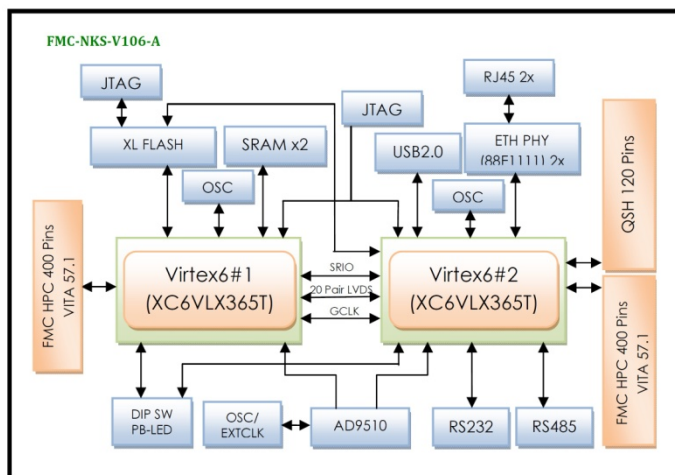 FMC-NKS-V106-A
JTAG
RJ45 2x
JTAG
XL FLASH
SRAM x2
USB2.0
ETH PHY
(88E1111) 2x
OSC
OSC
QSH 120 Pins
FMC HPC 400 Pins
VITA 57.1
Virtex6#1
(XC6VLX365T)
SRIO
20 Pair LVDS
GCLK
Virtex6#2
(XC6VLX365T)
FMC HPC 400 Pins
VITA 57.1
DIP SW
PB-LED
OSC/
EXTCLK
AD9510
RS232
RS485